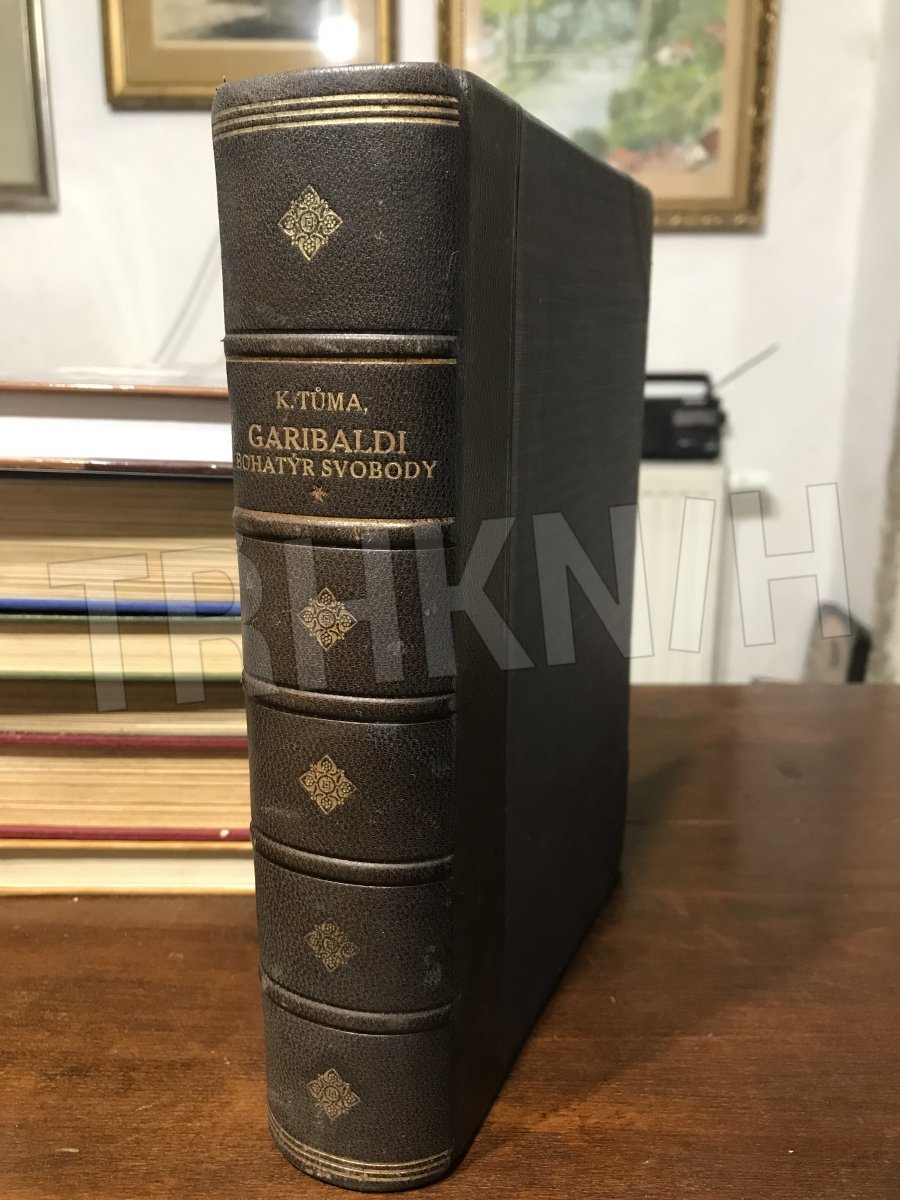 K. TŮMA,
GARIBALDI
BOHATÝR SVOBODY
TRHKNIH